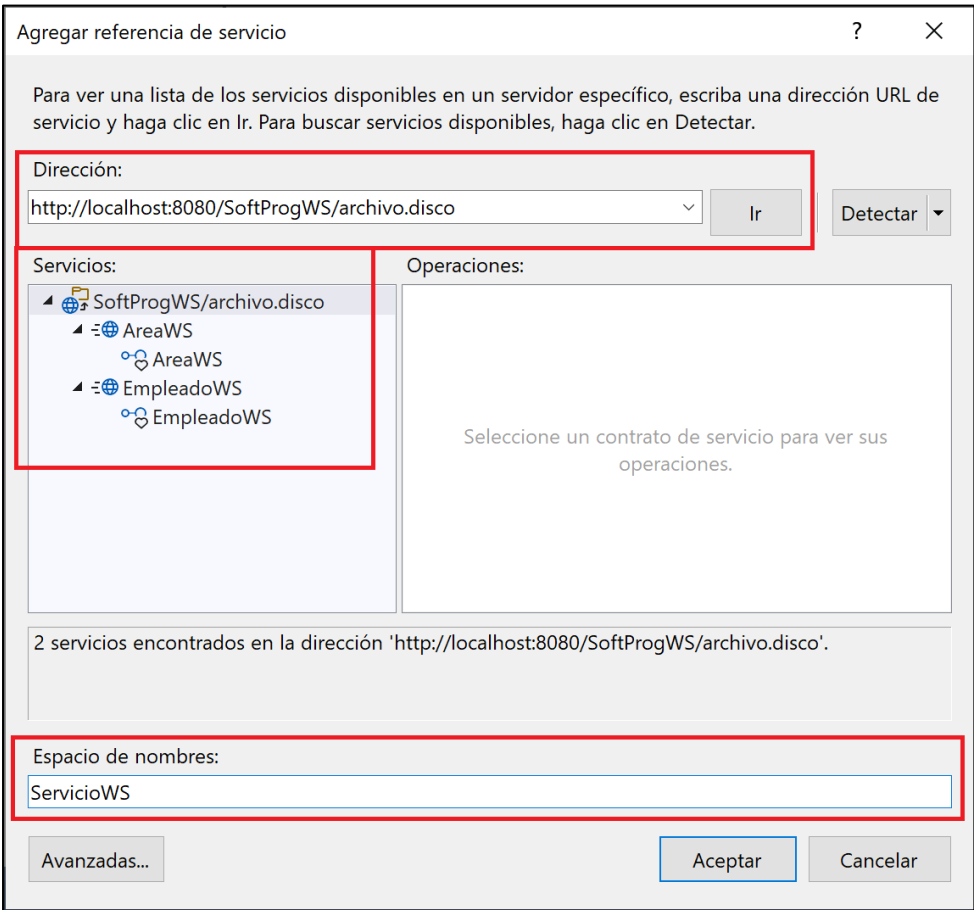 Agregar referencia de servicio
?
Para ver una lista de los servicios disponibles en un servidor específico, escriba una dirección URL de
servicio y haga clic en Ir. Para buscar servicios disponibles, haga clic en Detectar.
Dirección:
http://localhost:8080/SoftProgWS/archivo.disco
Ir
Detectar
Servicios:
Operaciones:
SoftProgWS/archivo.disco
AreaWS
AreaWS
EmpleadoWS
EmpleadoWS
Seleccione un contrato de servicio para ver sus
operaciones.
2 servicios encontrados en la dirección 'http://localhost:8080/SoftProgWS/archivo.disco'.
Espacio de nombres:
ServicioWS
Avanzadas...
Aceptar
Cancelar